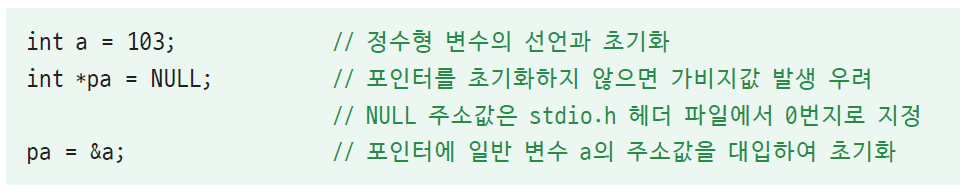 int a = 103; // 정수형 변수의 선언과 초기화
int *pa = NULL; // 포인터를 초기화하지 않으면 가비지값 발생 우려
// NULL 주소값은 stdio.h 헤더 파일에서 0번지로 지정
pa = &a; // 포인터에 일반 변수 a의 주소값을 대입하여 초기화